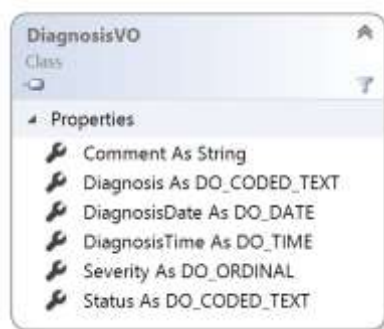 DiagnosisVO
Class
Properties
Comment As String
Diagnosis As DO_CODED_TEXT
DiagnosisDate As DO_DATE
DiagnosisTime As DO_TIME
Severity As DO_ORDINAL
Status As DO_CODED_TEXT